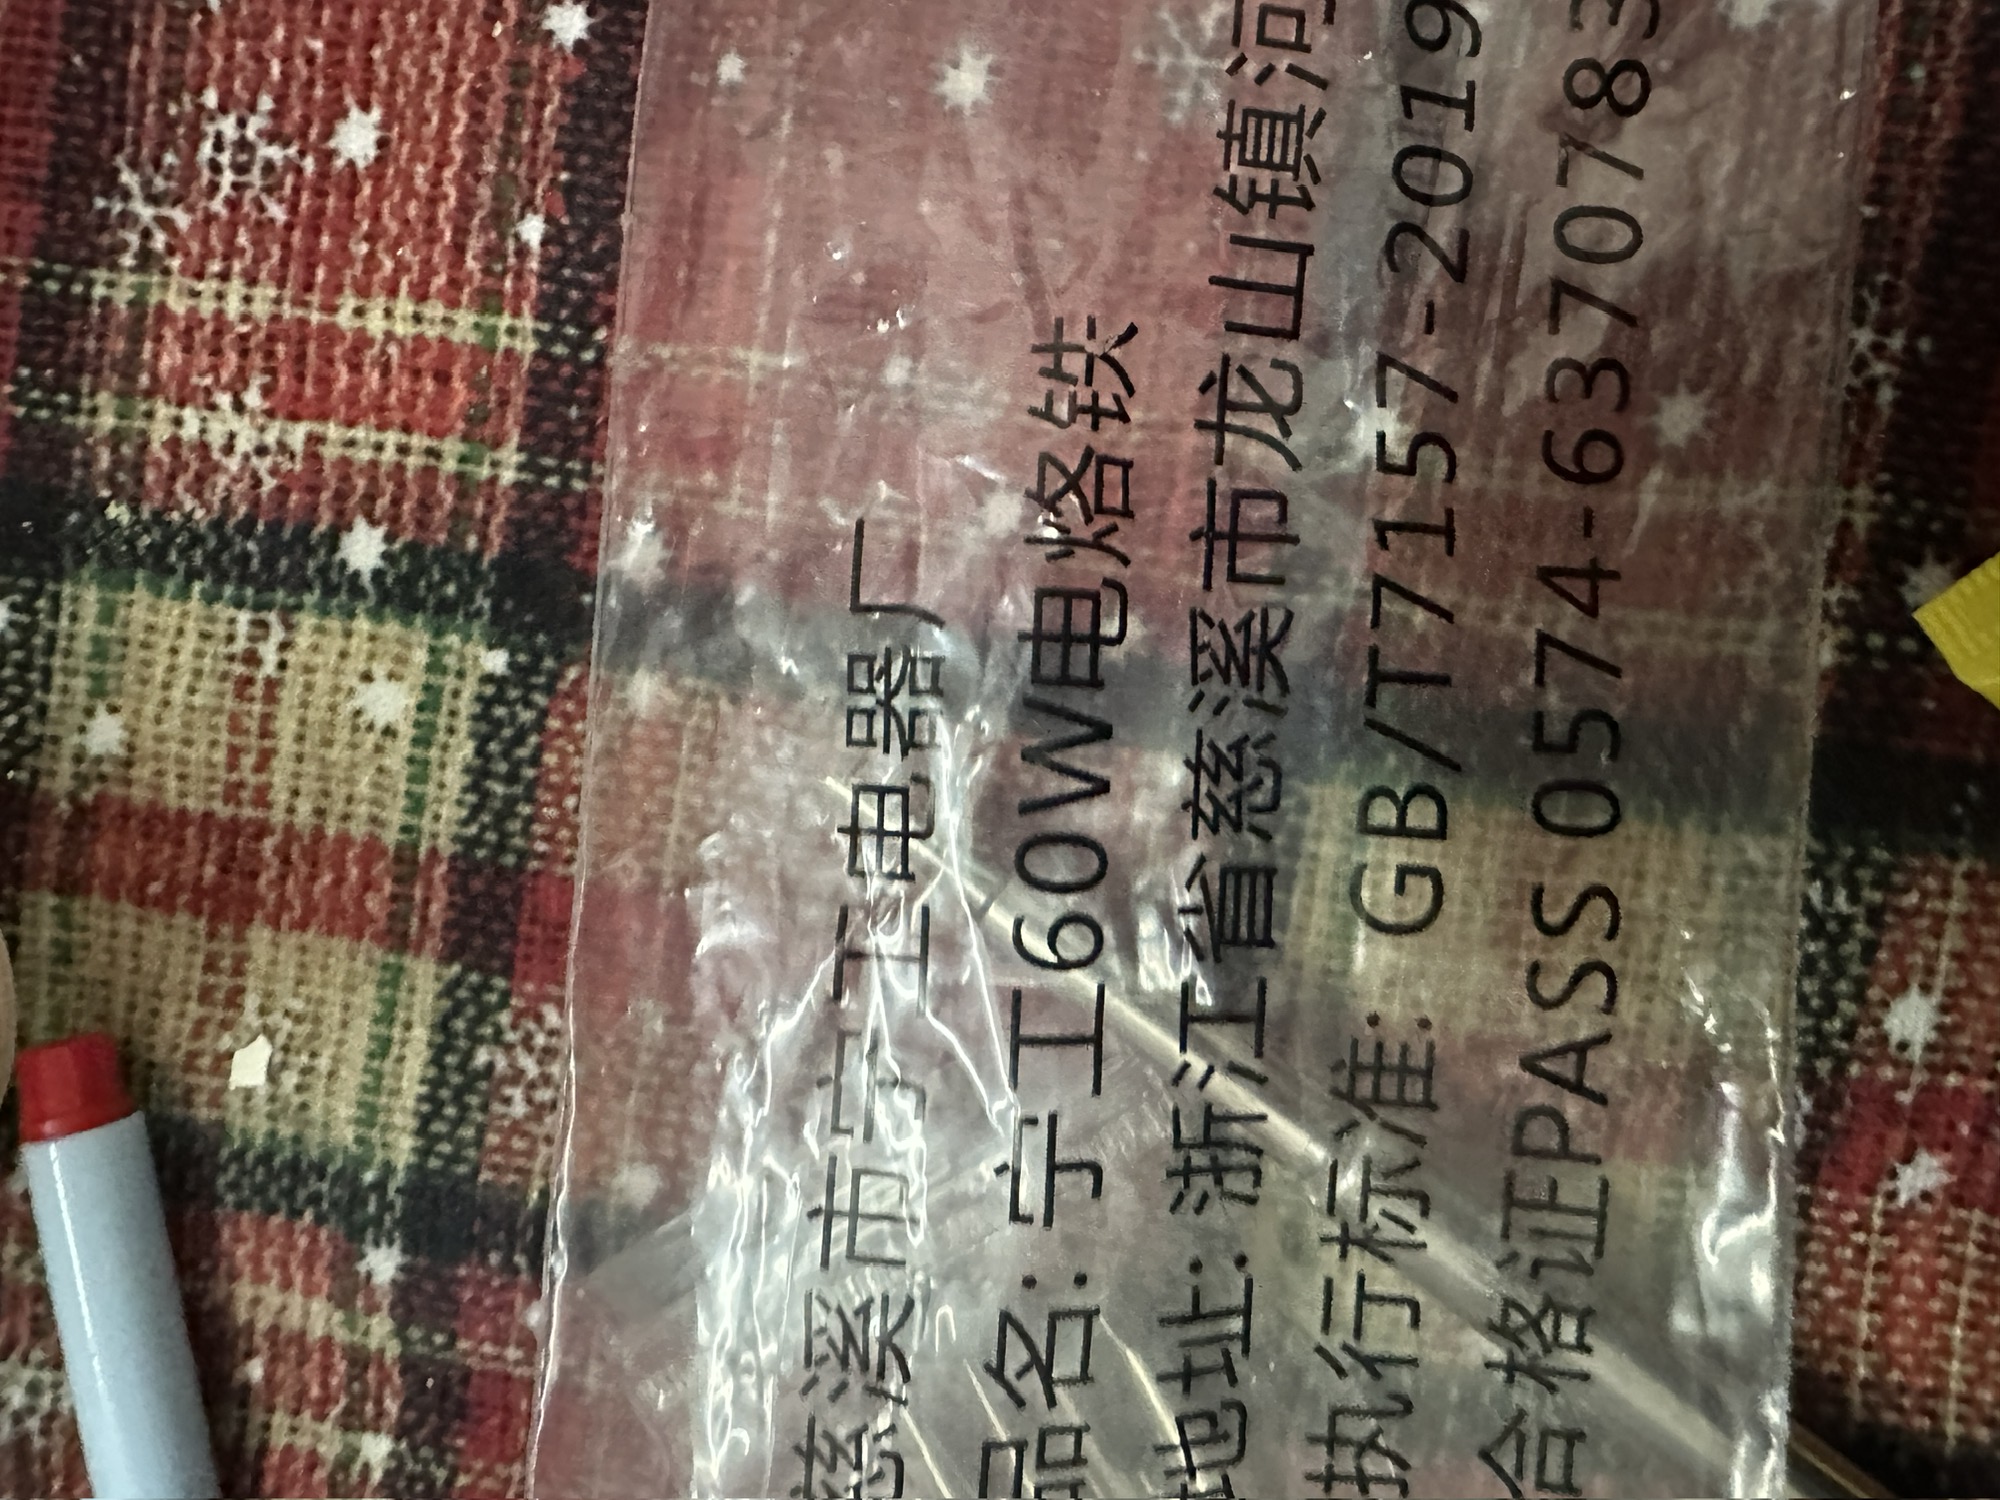 慈溪市宁工电器厂
品名: 宁工60W电烙铁
地址: 浙江省慈溪市龙山镇河
执行标准: GB/T7157-2019
合格证PASS 0574-6370783